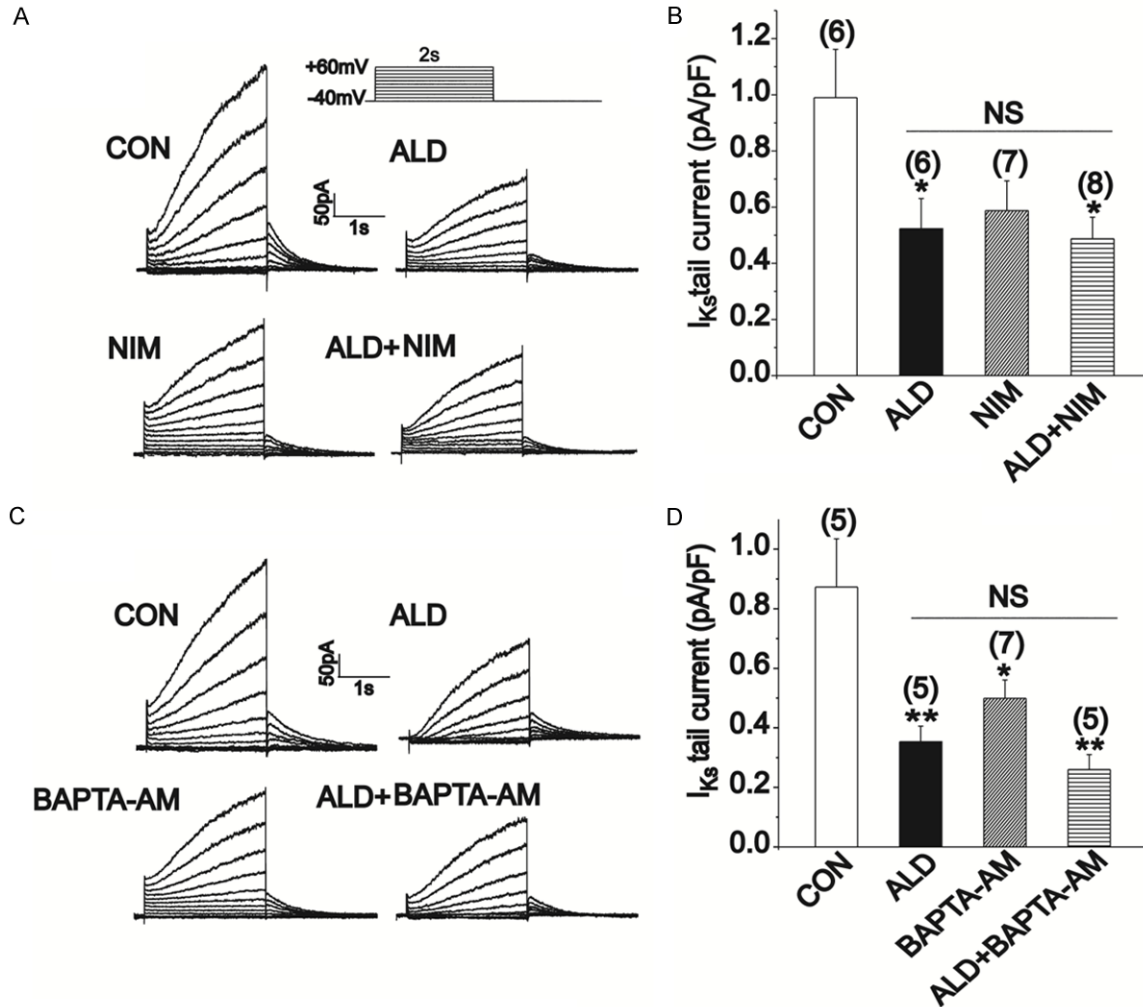 A
+60mV
-40mV
2s
CON
ALD
50pA
1s
NIM
ALD+NIM
B
I_Ks tail current (pA/pF)
1.2
1.0
0.8
0.6
0.4
0.2
0.0
(6)
NS
(6)
*
(7)
(8)
*
CON
ALD
NIM
ALD+NIM
C
CON
ALD
50pA
1s
BAPTA-AM
ALD+BAPTA-AM
D
I_Ks tail current (pA/pF)
1.0
0.8
0.6
0.4
0.2
0.0
(5)
NS
(5)
**
(7)
*
(5)
**
CON
ALD
BAPTA-AM
ALD+BAPTA-AM